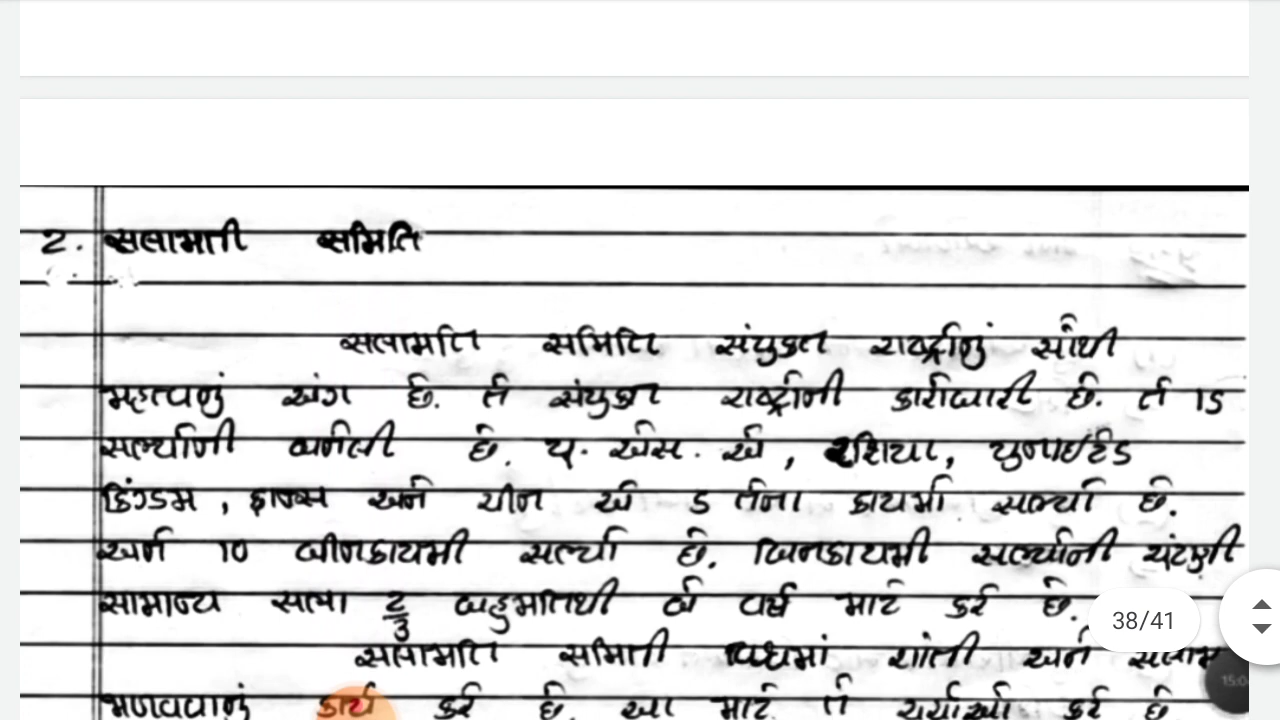 2. સલામતી સમિતિ
સલામતિ સમિતિ સંયુક્ત રાષ્ટ્રોનું સૌથી
મહત્વનું અંગ છે. તે સંયુક્ત રાષ્ટ્રોની કારોબારી છે. તે 15
સભ્યોની બનેલી છે. યુ. એસ. એ, રશિયા, યુનાઈટેડ
કિંગ્ડમ, ફ્રાન્સ અને ચીન એ 5 તેના કાયમી સભ્યો છે.
અને 10 બીનકાયમી સભ્યો છે. બિનકાયમી સભ્યોની ચંટણી
સામાન્ય સભા 2/3 બહુમતિથી બે વર્ષ માટે કરે છે.
સલામતિ સમિતી વિશ્વમાં શાંતી અને સલામ
જાળવવાનું કાર્ય કરે છે. આ માટે તે ચર્ચાઓ કરે છે
38/41